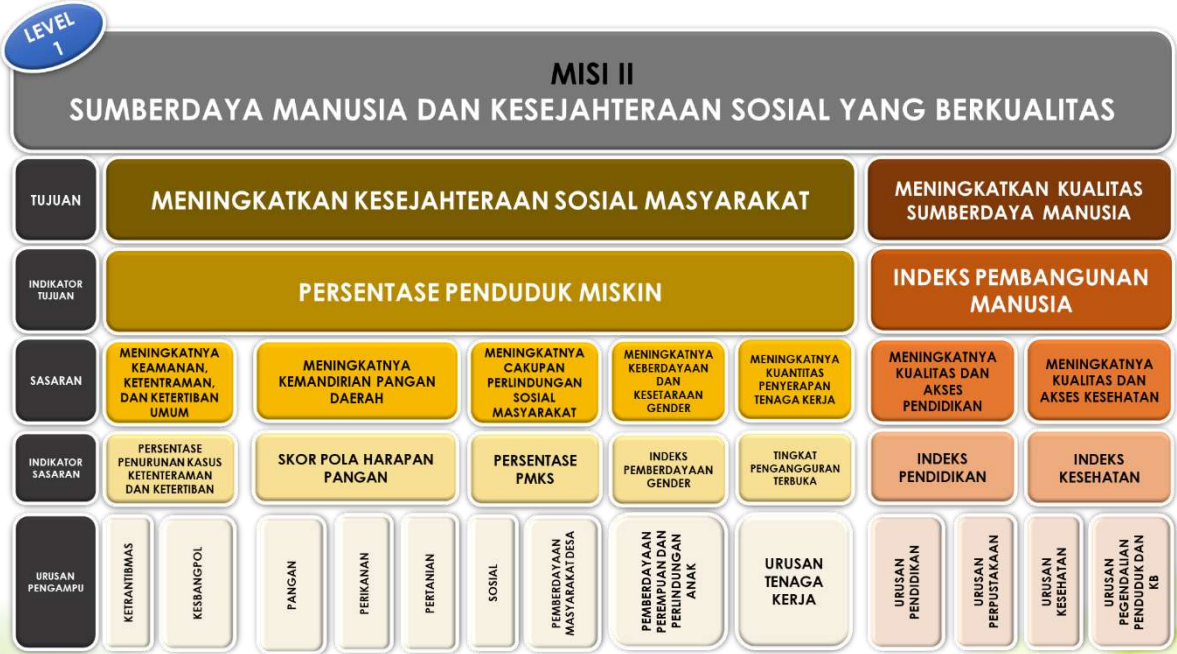 LEVEL
1
MISI II
SUMBERDAYA MANUSIA DAN KESEJAHTERAAN SOSIAL YANG BERKUALITAS
TUJUAN
MENINGKATKAN KESEJAHTERAAN SOSIAL MASYARAKAT
MENINGKATKAN KUALITAS
SUMBERDAYA MANUSIA
INDIKATOR
TUJUAN
PERSENTASE PENDUDUK MISKIN
INDEKS PEMBANGUNAN
MANUSIA
SASARAN
MENINGKATNYA
KEAMANAN,
KETENTRAMAN,
DAN KETERTIBAN
UMUM
MENINGKATNYA
KEMANDIRIAN PANGAN
DAERAH
MENINGKATNYA
CAKUPAN
PERLINDUNGAN
SOSIAL
MASYARAKAT
MENINGKATNYA
KEBERDAYAAN
DAN
KESETARAAN
GENDER
MENINGKATNYA
KUANTITAS
PENYERAPAN
TENAGA KERJA
MENINGKATNYA
KUALITAS DAN
AKSES
PENDIDIKAN
MENINGKATNYA
KUALITAS DAN
AKSES KESEHATAN
INDIKATOR
SASARAN
PERSENTASE
PENURUNAN KASUS
KETENTERAMAN
DAN KETERTIBAN
SKOR POLA HARAPAN
PANGAN
PERSENTASE
PMKS
INDEKS
PEMBERDAYAAN
GENDER
TINGKAT
PENGANGGURAN
TERBUKA
INDEKS
PENDIDIKAN
INDEKS
KESEHATAN
URUSAN
PENGAMPU
KETRANTIBMAS
KESBANGPOL
PANGAN
PERIKANAN
PERTANIAN
SOSIAL
PEMBERDAYAAN
MASYARAKAT DESA
PEMBERDAYAAN
PEREMPUAN DAN
PERLINDUNGAN
ANAK
URUSAN
TENAGA
KERJA
URUSAN
PENDIDIKAN
URUSAN
PERPUSTAKAAN
URUSAN
KESEHATAN
URUSAN
PEGENDALIAN
PENDUDUK DAN
KB